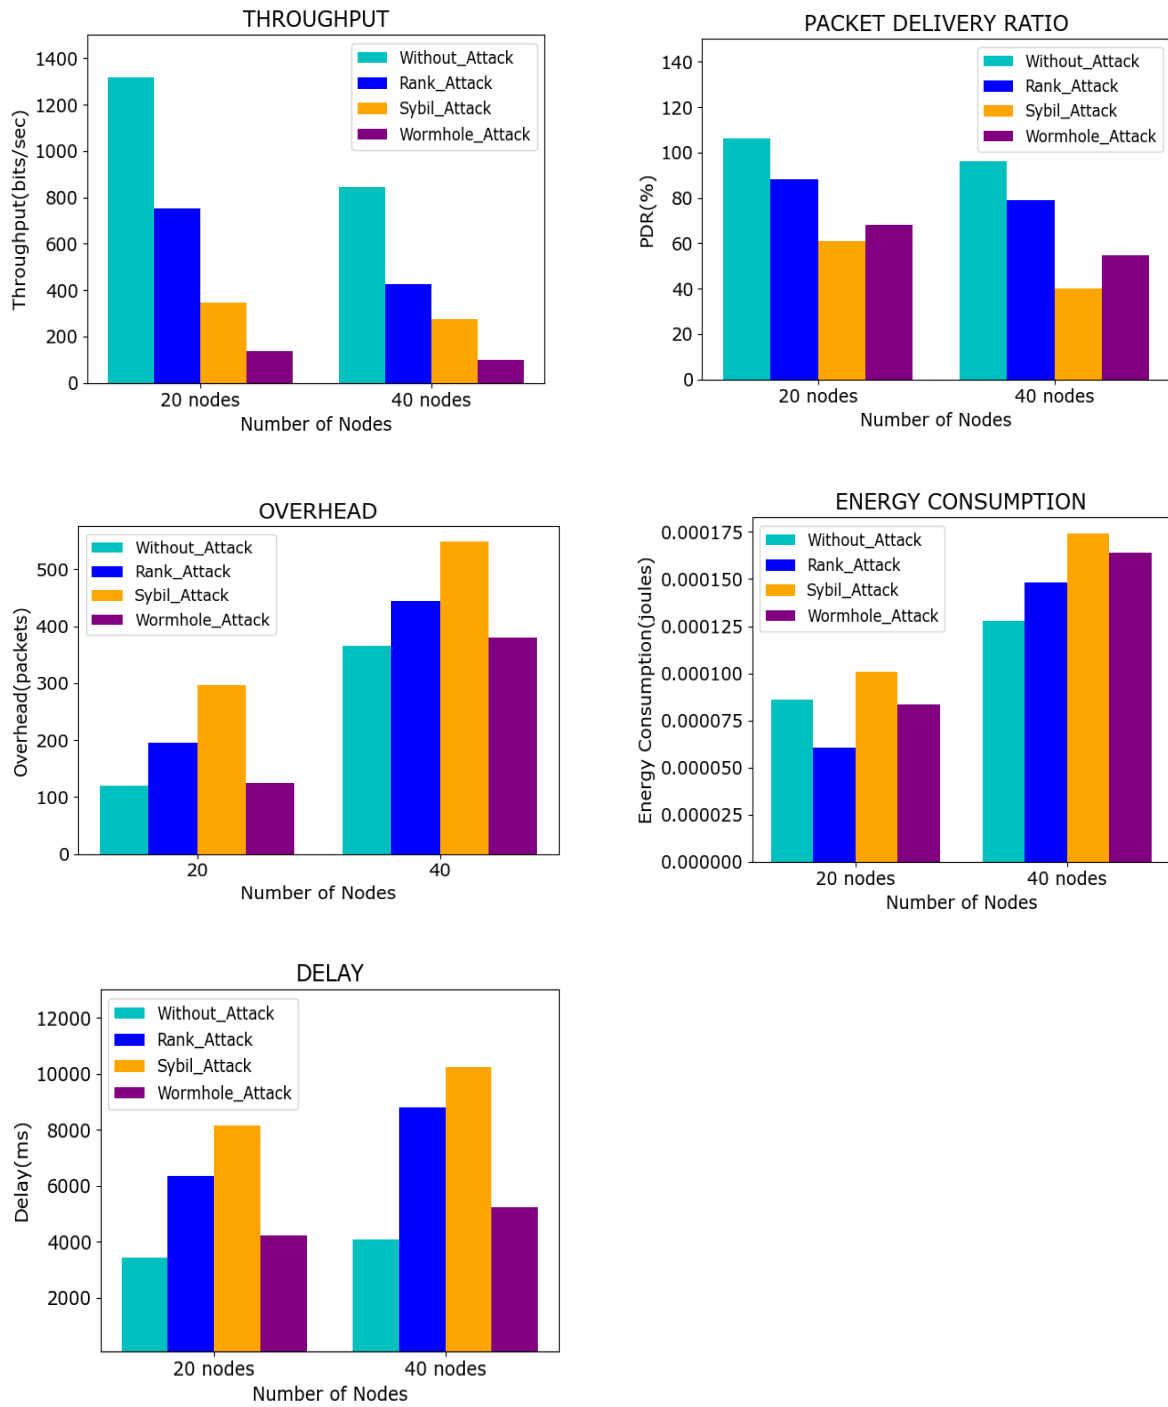 THROUGHPUT
1400
1200
1000
800
600
400
200
0
Throughput(bits/sec)
Without_Attack
Rank_Attack
Sybil_Attack
Wormhole_Attack
20 nodes
40 nodes
Number of Nodes
PACKET DELIVERY RATIO
140
120
100
80
60
40
20
0
PDR(%)
Without_Attack
Rank_Attack
Sybil_Attack
Wormhole_Attack
20 nodes
40 nodes
Number of Nodes
OVERHEAD
500
400
300
200
100
0
Overhead(packets)
Without_Attack
Rank_Attack
Sybil_Attack
Wormhole_Attack
20
40
Number of Nodes
ENERGY CONSUMPTION
0.000175
0.000150
0.000125
0.000100
0.000075
0.000050
0.000025
0.000000
Energy Consumption(joules)
Without_Attack
Rank_Attack
Sybil_Attack
Wormhole_Attack
20 nodes
40 nodes
Number of Nodes
DELAY
12000
10000
8000
6000
4000
2000
Delay(ms)
Without_Attack
Rank_Attack
Sybil_Attack
Wormhole_Attack
20 nodes
40 nodes
Number of Nodes